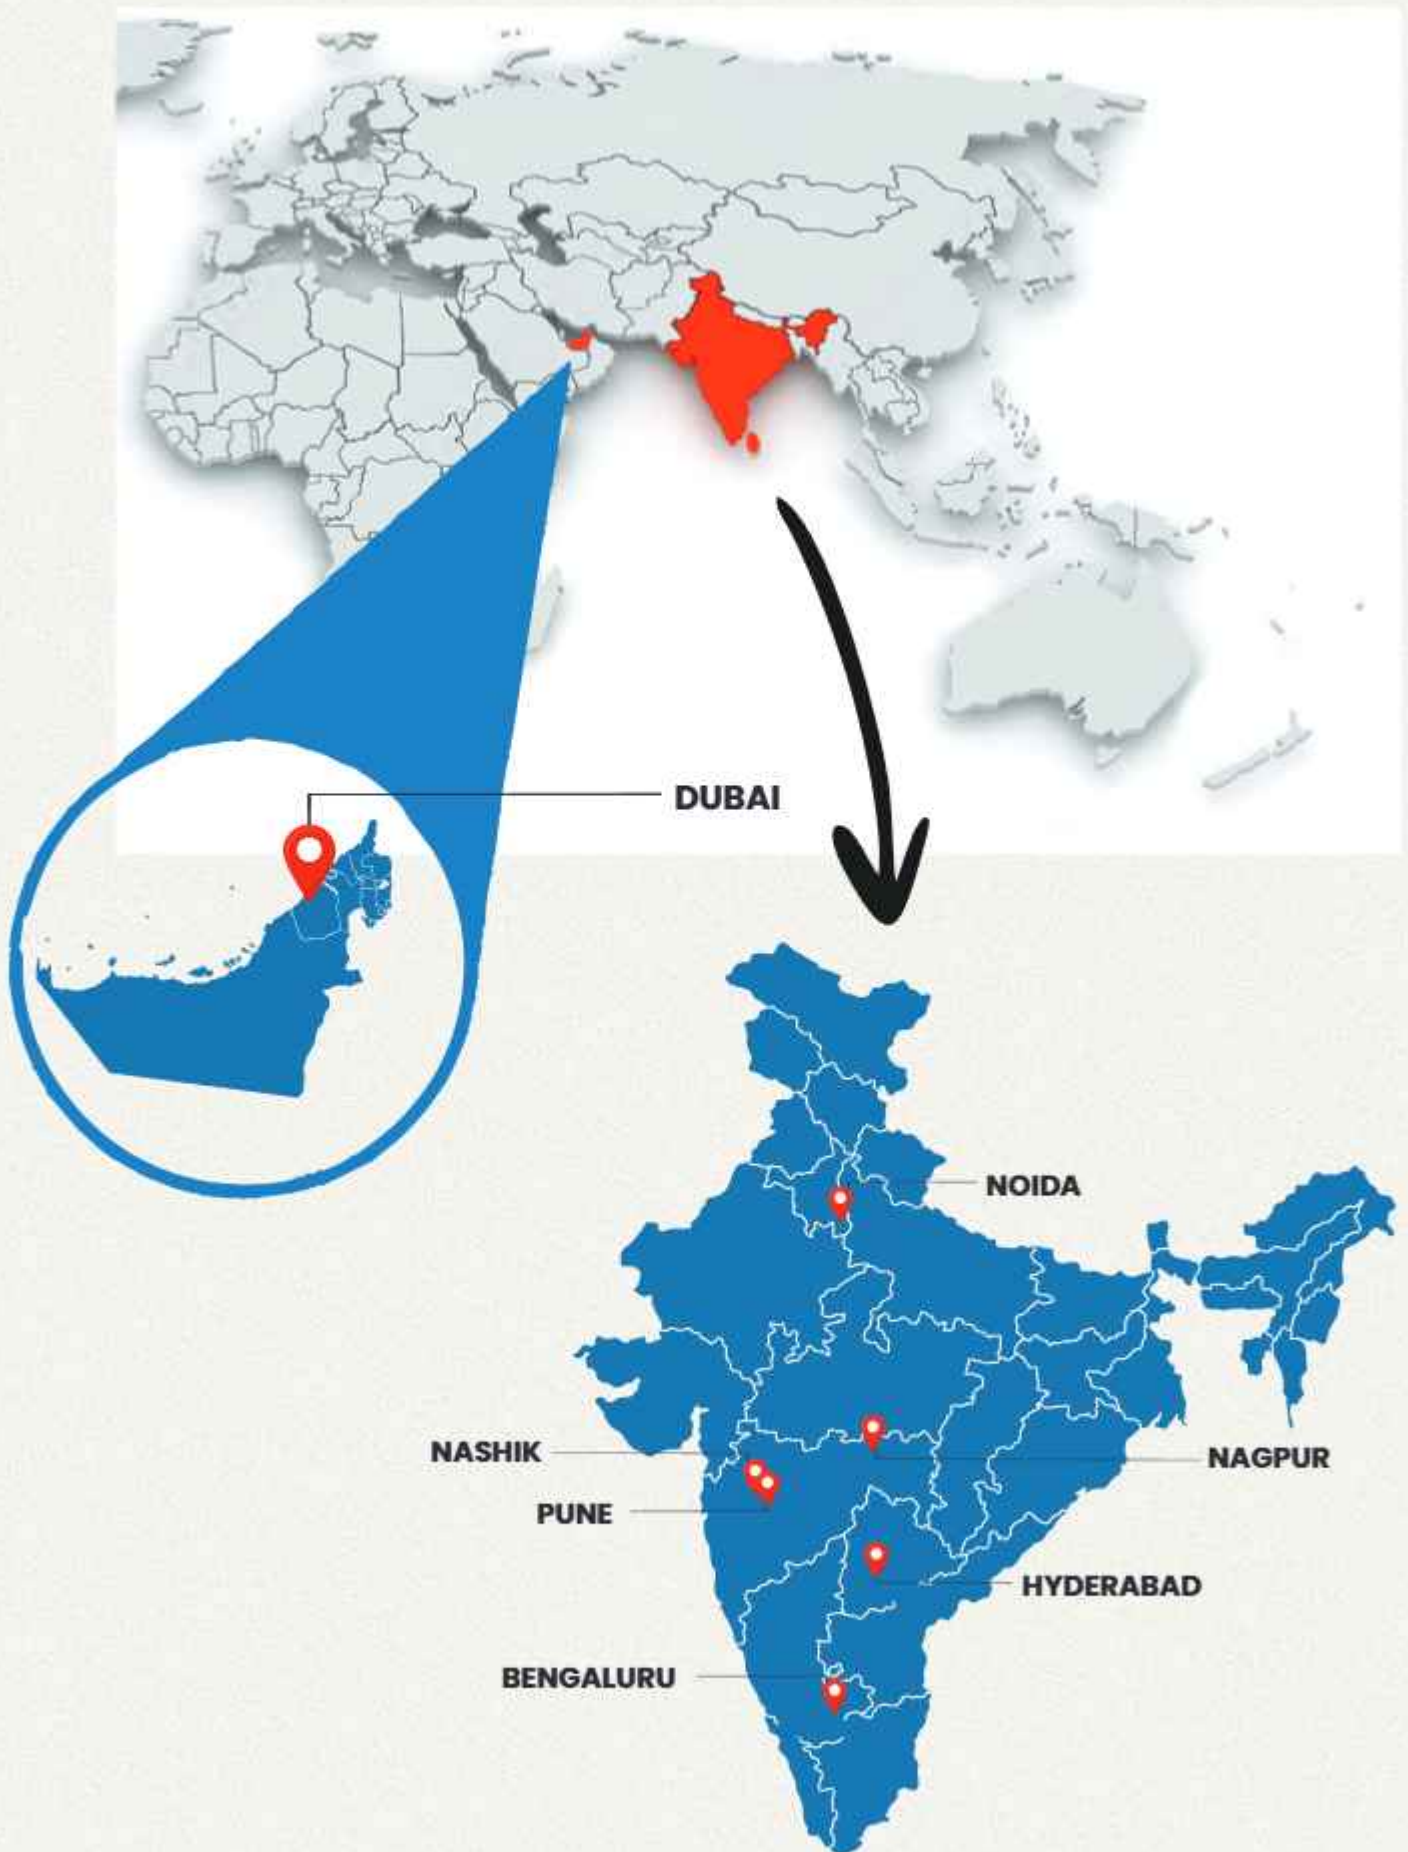 DUBAI
NOIDA
NASHIK
NAGPUR
PUNE
HYDERABAD
BENGALURU